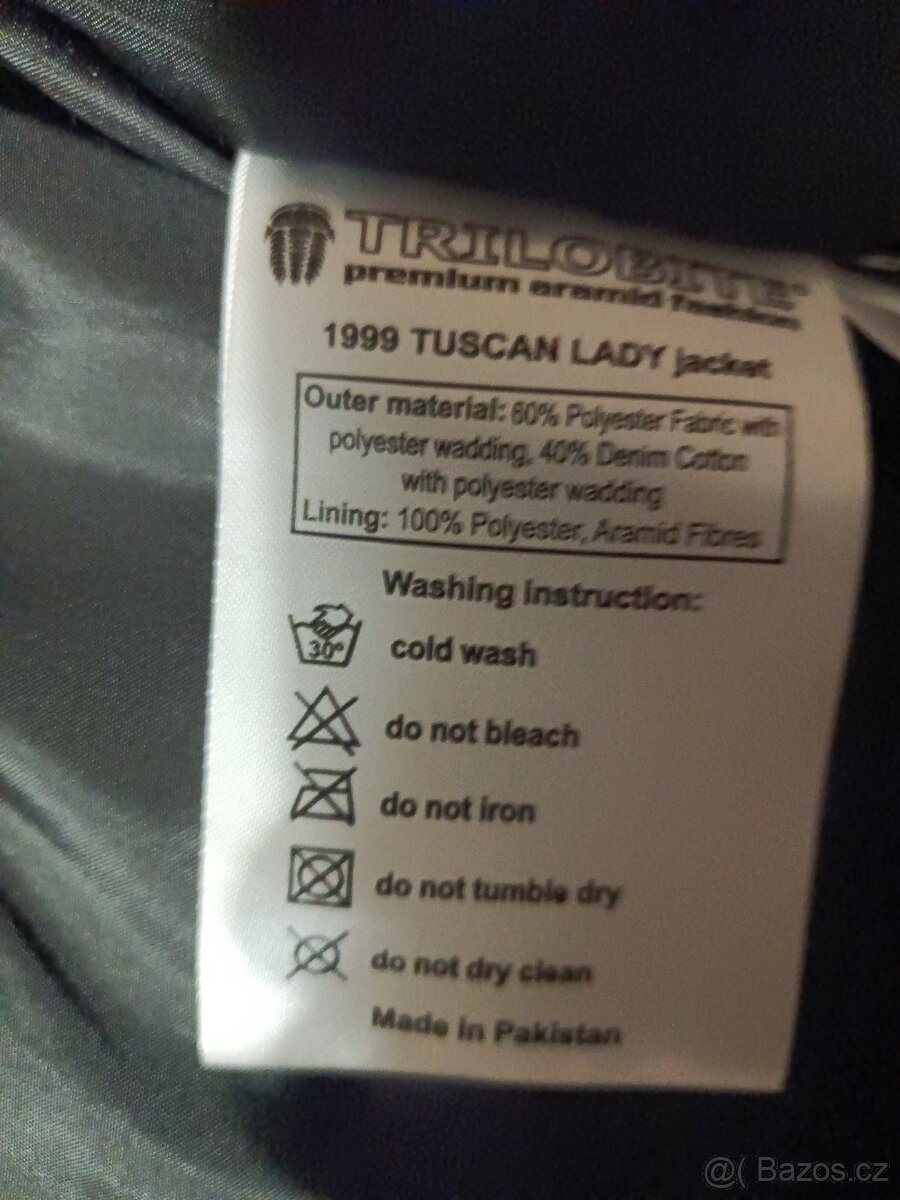 TRILOBITE®
premium aramid fashion
1999 TUSCAN LADY jacket
Outer material: 60% Polyester Fabric with
polyester wadding, 40% Denim Cotton
with polyester wadding
Lining: 100% Polyester, Aramid Fibres
Washing instruction:
30° cold wash
do not bleach
do not iron
do not tumble dry
do not dry clean
Made in Pakistan
@( Bazos.cz